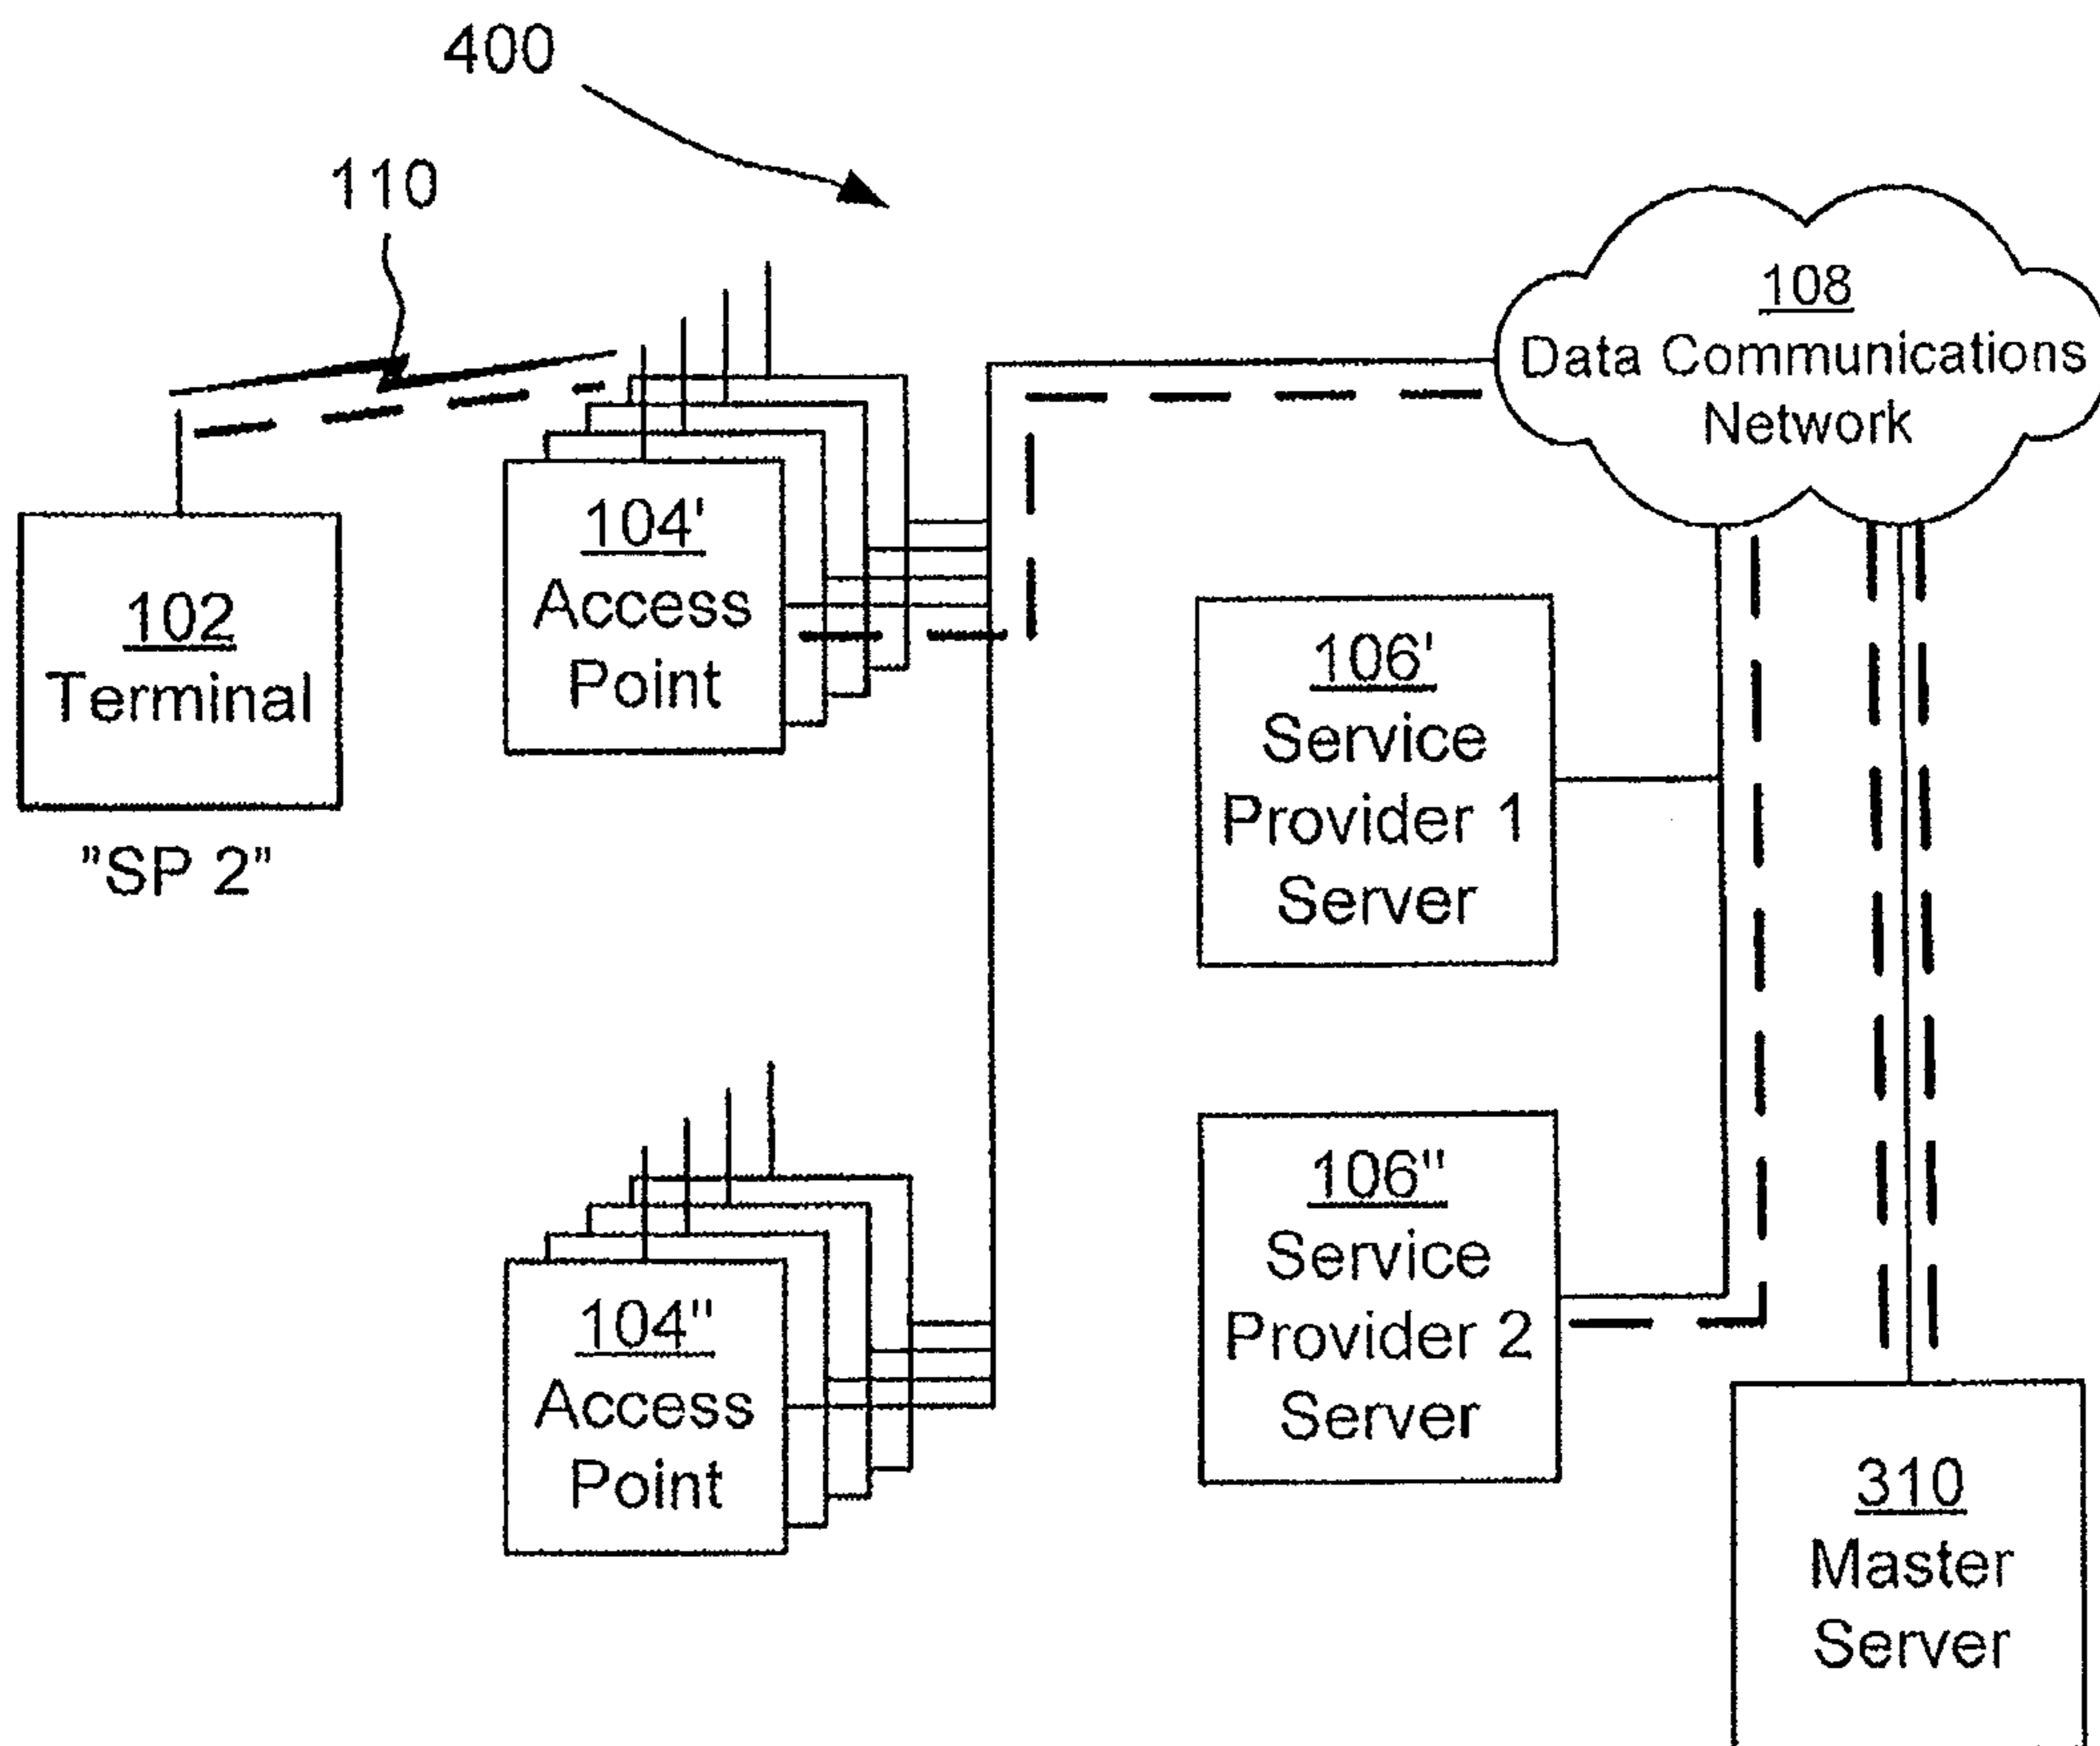 400
110
108
Data Communications
Network
102
Terminal
"SP 2"
104'
Access
Point
106'
Service
Provider 1
Server
104"
Access
Point
106"
Service
Provider 2
Server
310
Master
Server